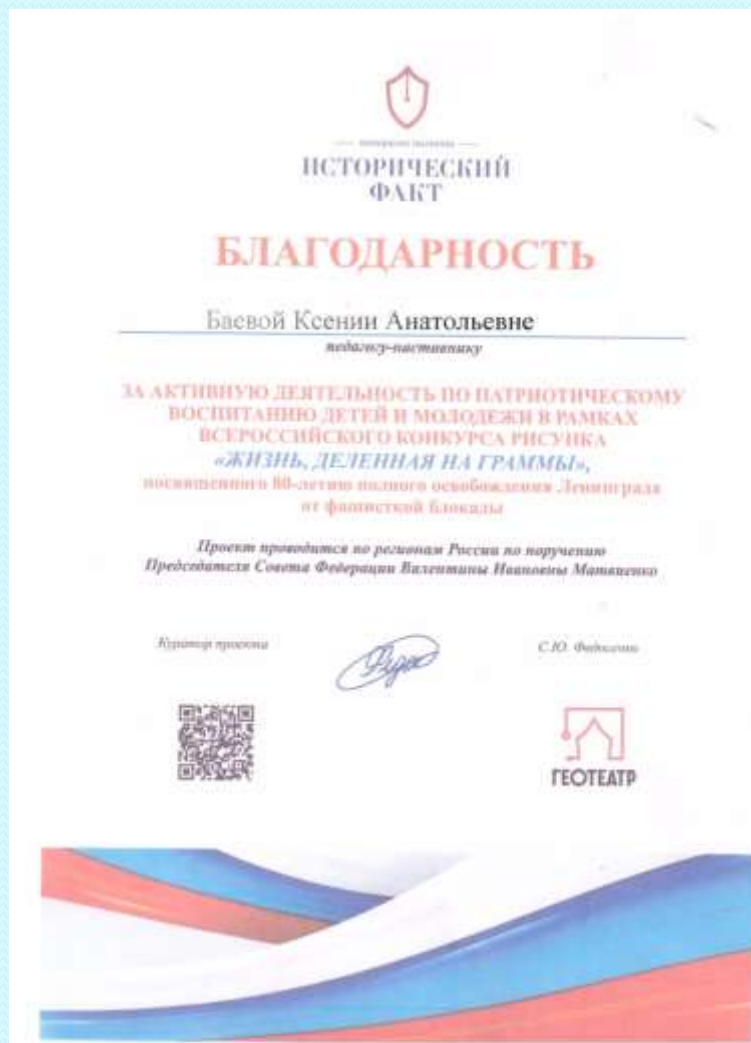 ИСТОРИЧЕСКИЙ
ФАКТ
БЛАГОДАРНОСТЬ
Баевой Ксении Анатольевне
педагогу-наставнику
ЗА АКТИВНУЮ ДЕЯТЕЛЬНОСТЬ ПО ПАТРИОТИЧЕСКОМУ
ВОСПИТАНИЮ ДЕТЕЙ И МОЛОДЕЖИ В РАМКАХ
ВСЕРОССИЙСКОГО КОНКУРСА РИСУНКА
«ЖИЗНЬ, ДЕЛЕННАЯ НА ГРАММЫ»,
посвященного 80-летию полного освобождения Ленинграда
от фашисткой блокады
Проект проводится по регионам России по поручению
Председателя Совета Федерации Валентины Ивановны Матвиенко
Куратор проекта
С.Ю.
ГЕОТЕАТР